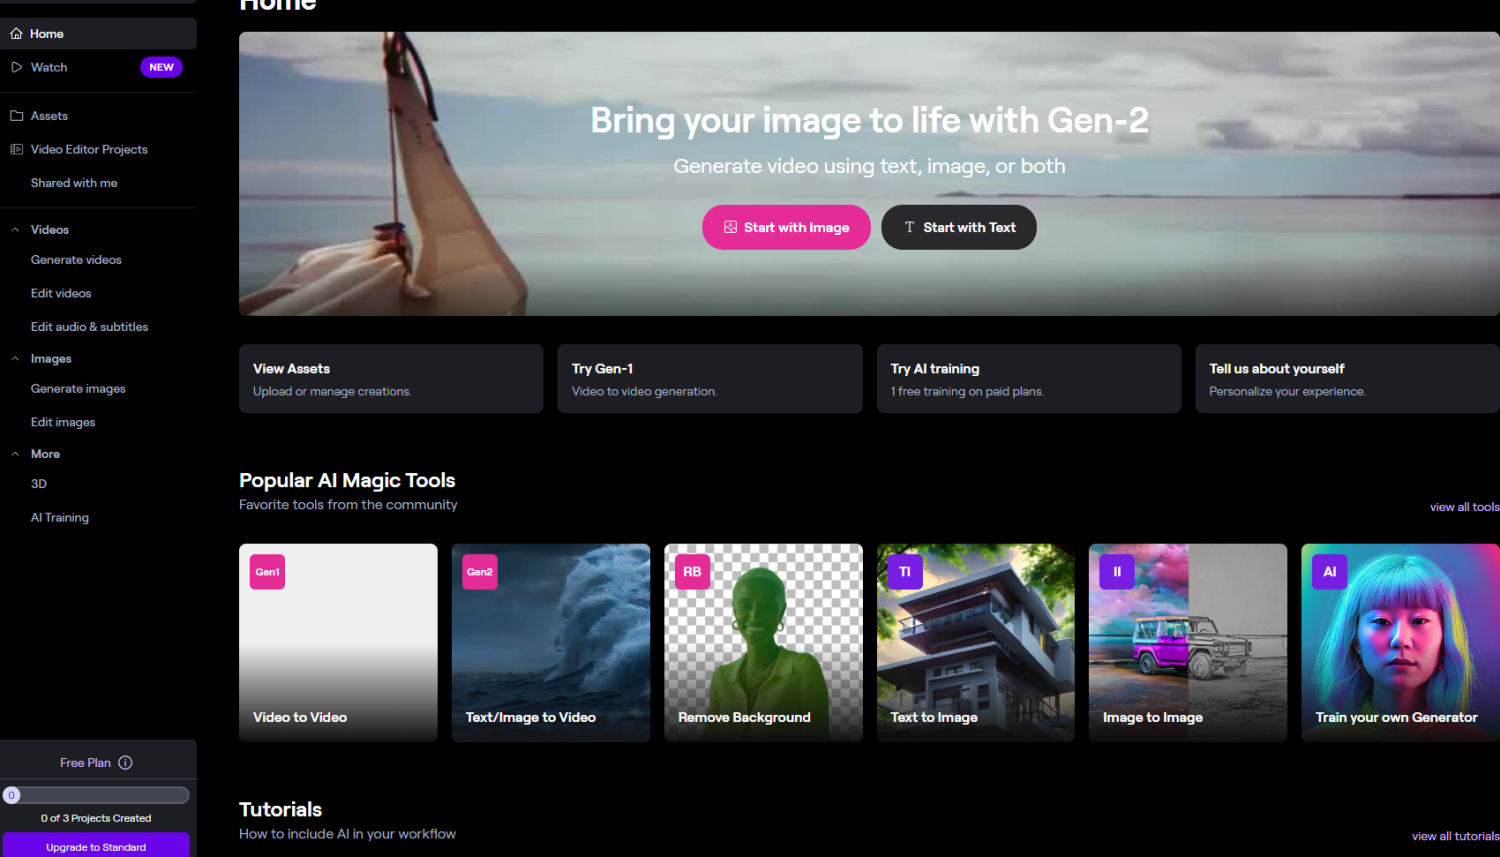 Home
Home
Watch
NEW
Assets
Video Editor Projects
Shared with me
Videos
Generate videos
Edit videos
Edit audio & subtitles
Images
Generate images
Edit images
More
3D
AI Training
Free Plan
0
0 of 3 Projects Created
Upgrade to Standard
Bring your image to life with Gen-2
Generate video using text, image, or both
Start with Image
T Start with Text
View Assets
Upload or manage creations.
Try Gen-1
Video to video generation.
Try AI training
1 free training on paid plans.
Tell us about yourself
Personalize your experience.
Popular AI Magic Tools
Favorite tools from the community
view all tools
Gen1
Video to Video
Gen2
Text/Image to Video
RB
Remove Background
TI
Text to Image
II
Image to Image
AI
Train your own Generator
Tutorials
How to include AI in your workflow
view all tutorials